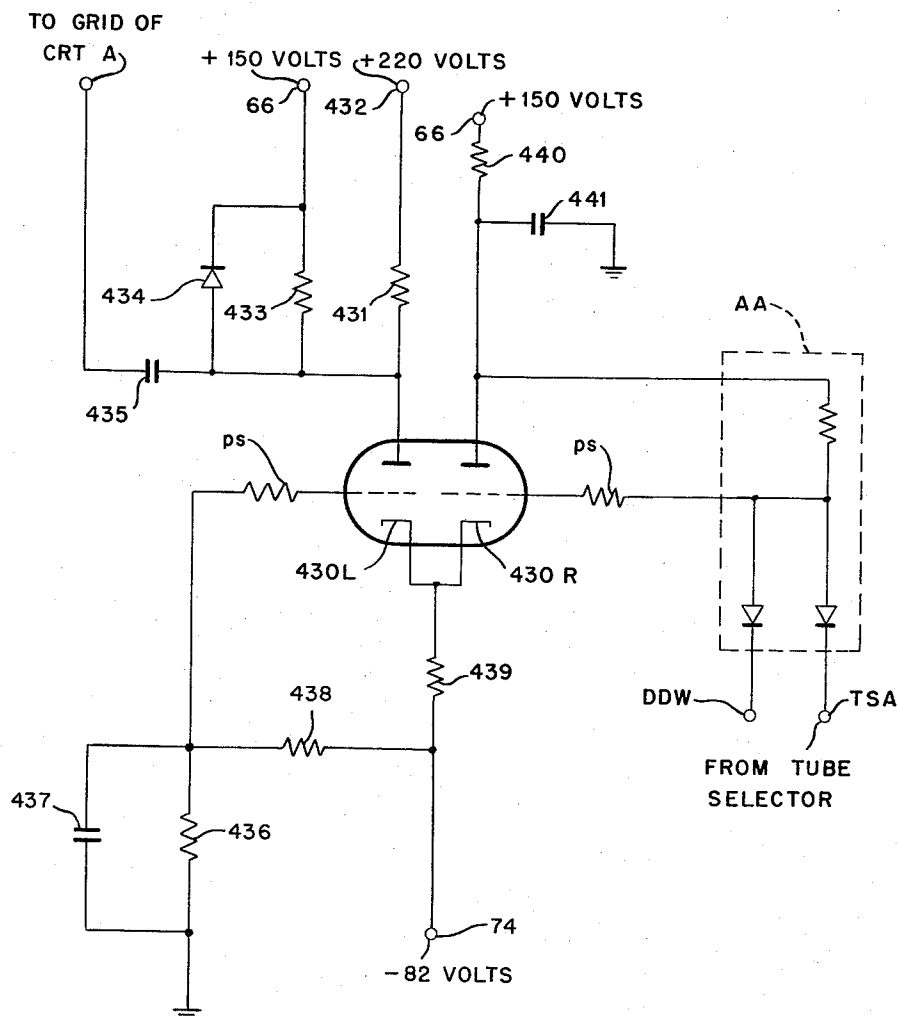 TO GRID OF
CRT A
+ 150 VOLTS
+220 VOLTS
66
432
+ 150 VOLTS
66
440
441
434
433
431
435
AA
ps
ps
430L
430 R
439
438
DDW
TSA
FROM TUBE
SELECTOR
437
436
74
-82 VOLTS